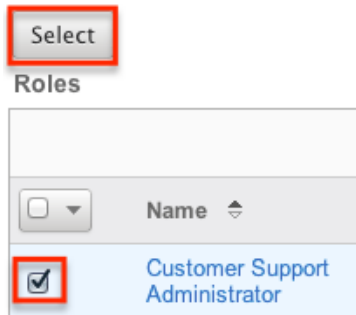 Select
Roles
Name
Customer Support
Administrator